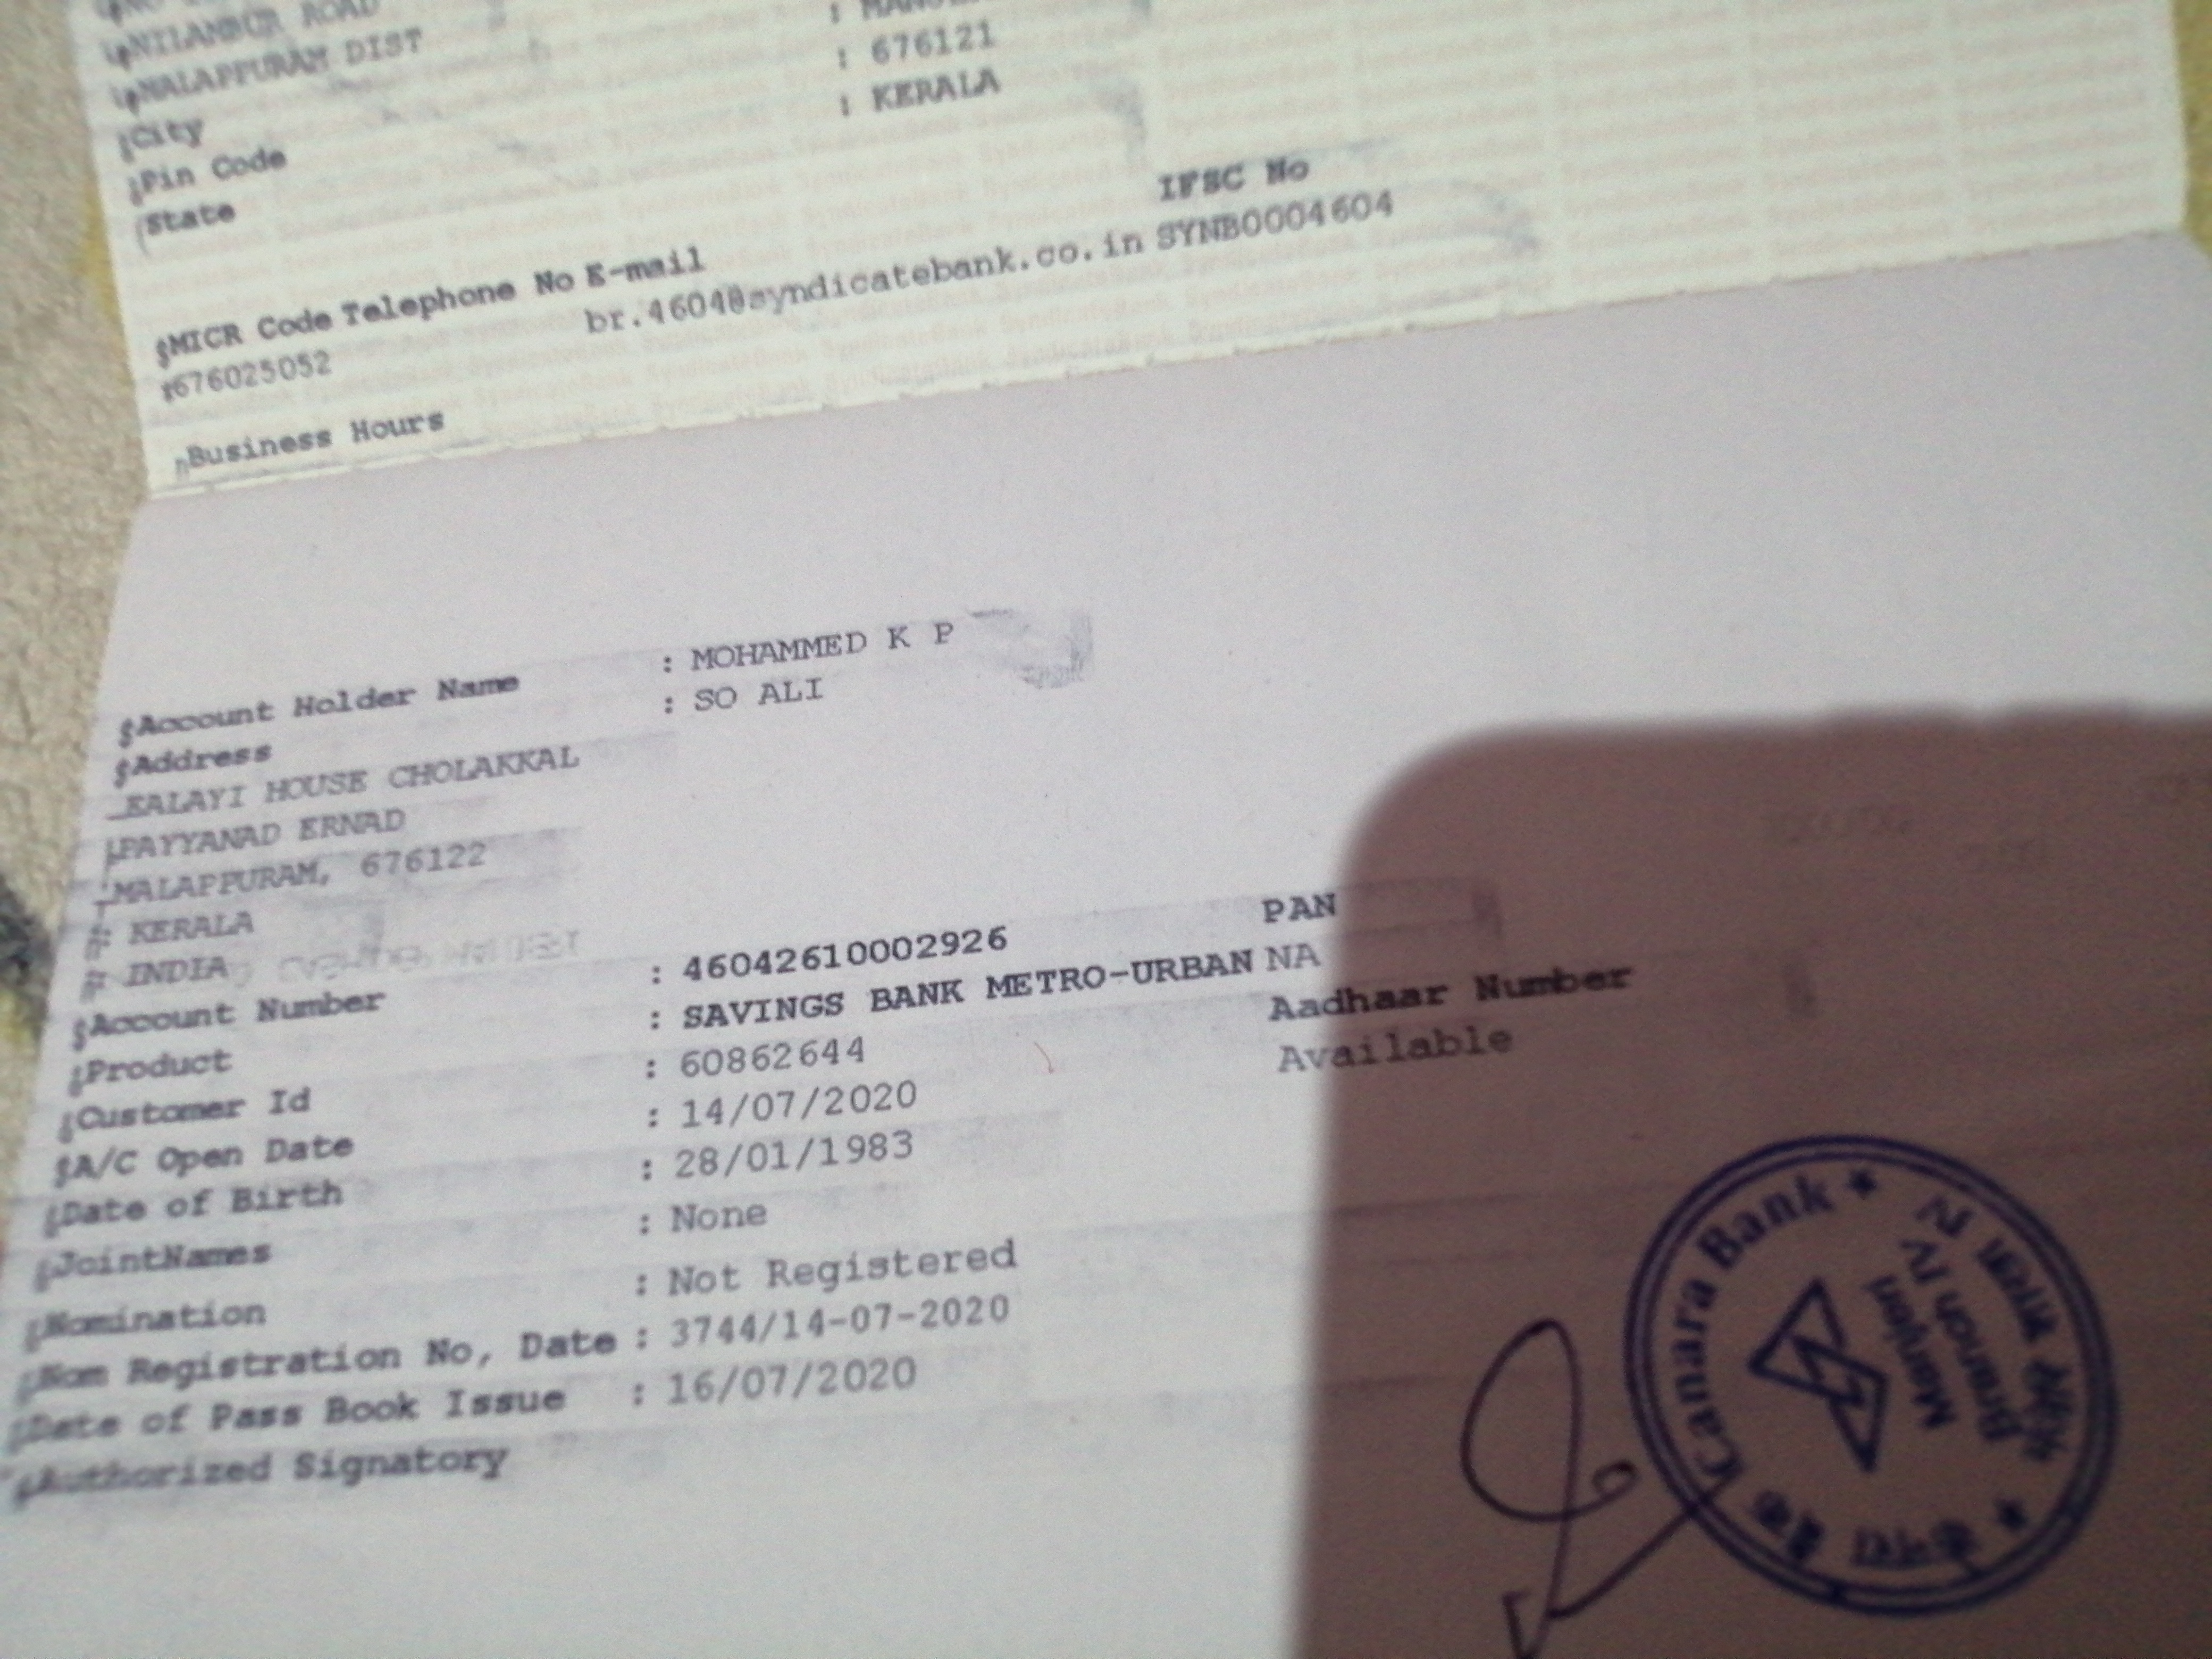 NILAMBUR ROAD
MALAPPURAM DIST
City
Pin Code : 676121
State : KERALA
MICR Code Telephone No E-mail IFSC No
676025052 br.4604@syndicatebank.co.in SYNB0004604
Business Hours
Account Holder Name : MOHAMMED K P
Address : SO ALI
HOUSE CHOLAKKAL
PAYYANAD ERNAD
MALAPPURAM, 676122
KERALA
INDIA
Account Number : 46042610002926 PAN
Product : SAVINGS BANK METRO-URBAN NA
Customer Id : 60862644 Aadhaar Number
A/C Open Date : 14/07/2020 Available
Date of Birth : 28/01/1983
JointNames : None
Nomination : Not Registered
Nom Registration No, Date : 3744/14-07-2020
Date of Pass Book Issue : 16/07/2020
Authorized Signatory
Canara Bank
Manjeri
Branch IV